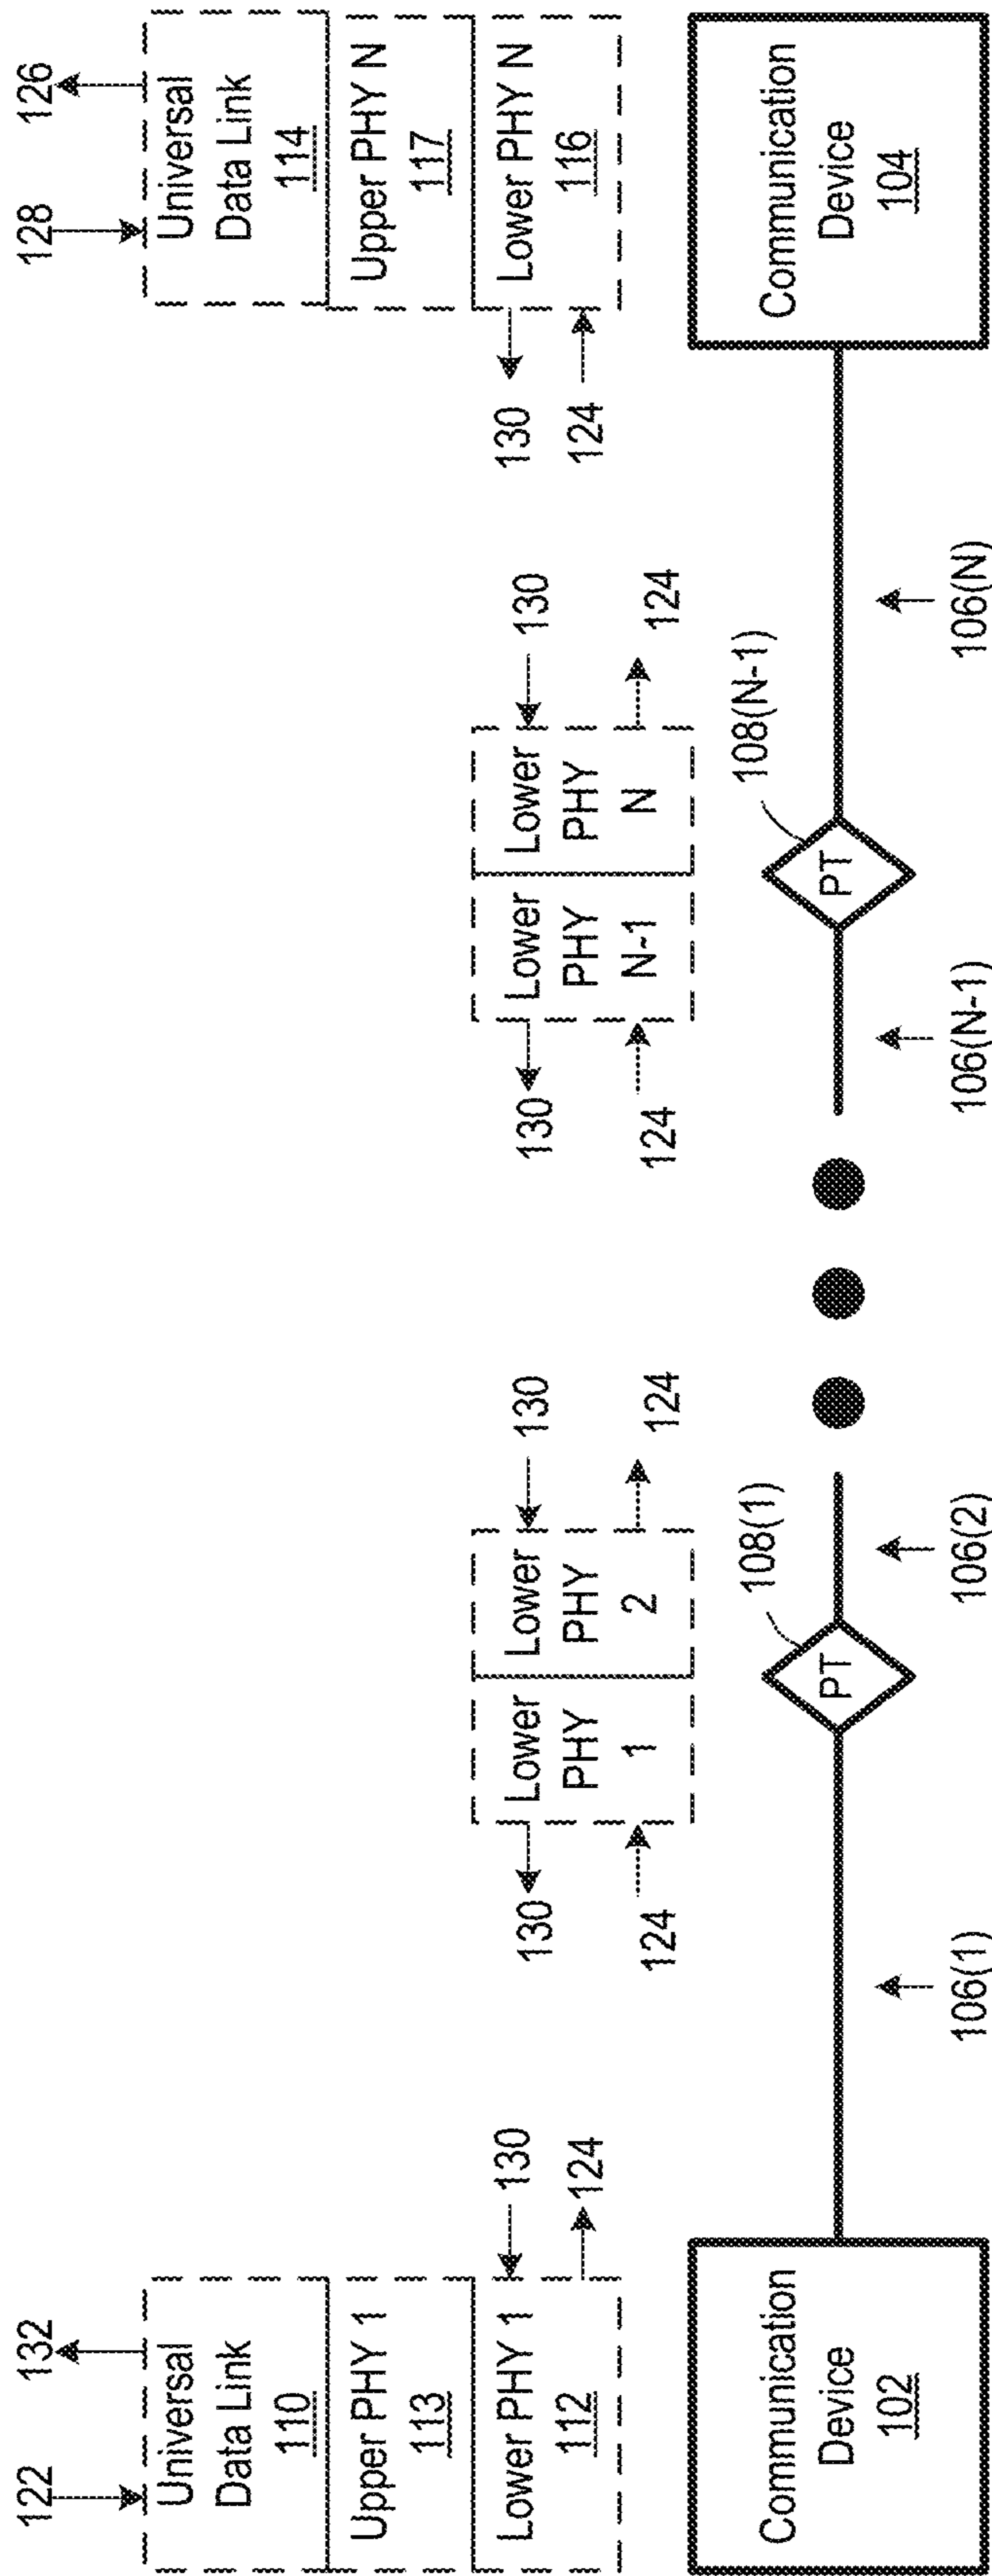 122
132
Universal
Data Link
110
Upper PHY 1
113
Lower PHY 1
112
130
124
Communication
Device
102
106(1)
130
124
Lower
PHY
1
Lower
PHY
2
130
124
PT
108(1)
106(2)
130
124
Lower
PHY
N-1
Lower
PHY
N
130
124
106(N-1)
PT
108(N-1)
106(N)
128
126
Universal
Data Link
114
Upper PHY N
117
Lower PHY N
116
130
124
Communication
Device
104